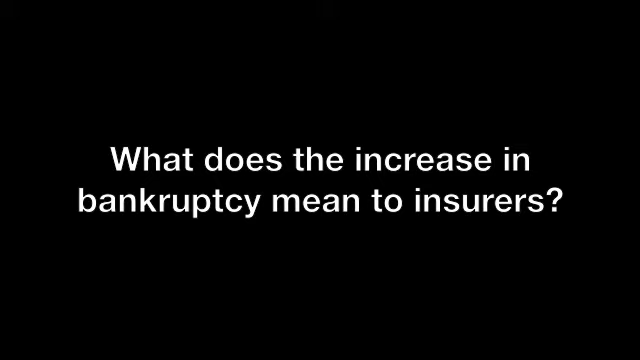 What does the increase in
bankruptcy mean to insurers?